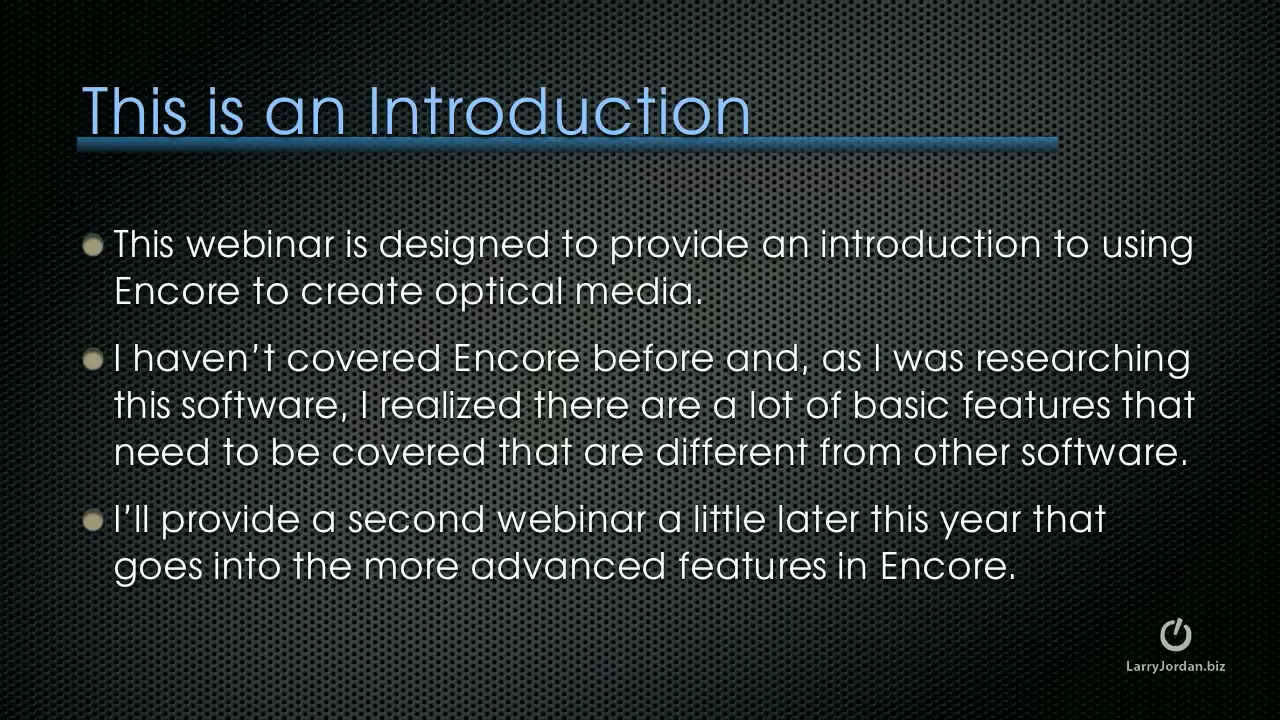 This is an Introduction
This webinar is designed to provide an introduction to using
Encore to create optical media.
I haven’t covered Encore before and, as I was researching
this software, I realized there are a lot of basic features that
need to be covered that are different from other software.
I’ll provide a second webinar a little later this year that
goes into the more advanced features in Encore.
LarryJordan.biz